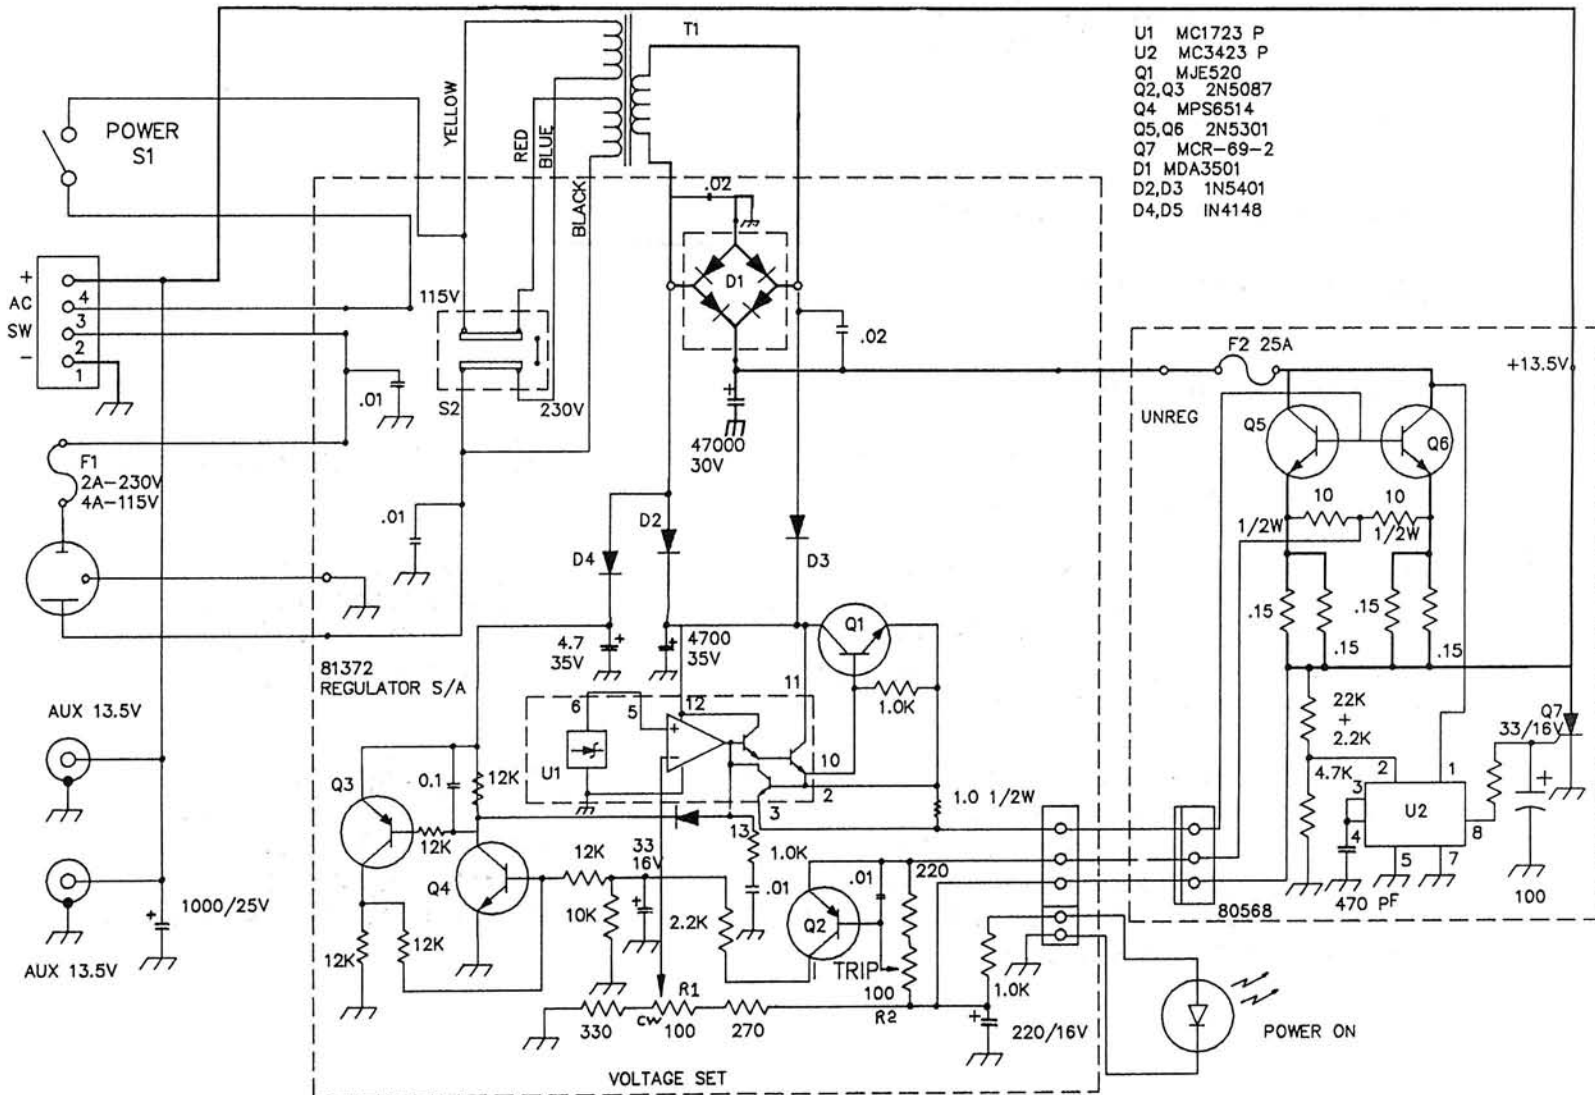 T1
U1 MC1723 P
U2 MC3423 P
Q1 MJE520
Q2,Q3 2N5087
Q4 MPS6514
Q5,Q6 2N5301
Q7 MCR-69-2
D1 MDA3501
D2,D3 1N5401
D4,D5 IN4148
POWER
S1
YELLOW
RED
BLUE
BLACK
.02
D1
+
AC
SW
-
4
3
2
1
115V
S2
230V
.01
.02
+
47000
30V
F2 25A
+13.5V
UNREG
Q5
Q6
F1
2A-230V
4A-115V
.01
10
10
1/2W
1/2W
D2
D4
D3
.15
.15
.15
.15
Q1
4.7
35V
+
+
4700
35V
81372
REGULATOR S/A
11
1.0K
6
5
12
+
-
U1
10
2
3
13
1.0 1/2W
22K
+
2.2K
4.7K
Q7
33/16V
+
2
1
3
4
U2
8
5
7
470 PF
100
80568
AUX 13.5V
Q3
0.1
12K
12K
Q4
12K
33
16V
+
10K
2.2K
1.0K
.01
.01
220
Q2
TRIP
100
R2
1.0K
12K
12K
+
1000/25V
AUX 13.5V
330
CW
R1
100
270
+
220/16V
POWER ON
VOLTAGE SET